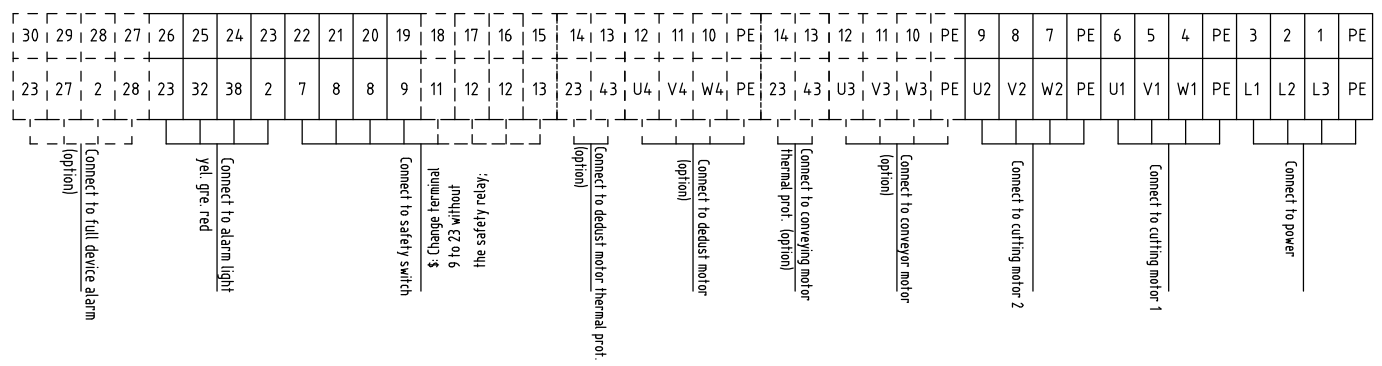 30 29 28 27 26 25 24 23 22 21 20 19 18 17 16 15 14 13 12 11 10 PE 14 13 12 11 10 PE 9 8 7 PE 6 5 4 PE 3 2 1 PE
23 27 2 28 23 32 38 2 7 8 8 9 11 12 12 13 23 43 U4 V4 W4 PE 23 43 U3 V3 W3 PE U2 V2 W2 PE U1 V1 W1 PE L1 L2 L3 PE
Connect to full device alarm
(option)
Connect to alarm light
yel. gre. red
Connect to safety switch
$: Change terminal
9 to 23 without
the safety relay;
Connect to dedust motor thermal prot.
(option)
Connect to dedust motor
(option)
Connect to conveying motor
thermal prot. (option)
Connect to conveyor motor
(option)
Connect to cutting motor 2
Connect to cutting motor 1
Connect to power